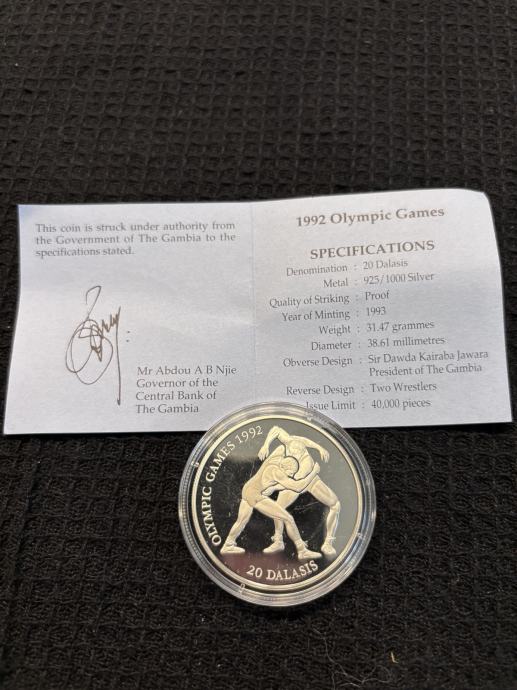 This coin is struck under authority from
the Government of The Gambia to the
specifications stated.
Mr Abdou A B Njie
Governor of the
Central Bank of
The Gambia
1992 Olympic Games
SPECIFICATIONS
Denomination : 20 Dalasis
Metal : 925/1000 Silver
Quality of Striking : Proof
Year of Minting : 1993
Weight : 31.47 grammes
Diameter : 38.61 millimetres
Obverse Design : Sir Dawda Kairaba Jawara
President of The Gambia
Reverse Design : Two Wrestlers
Issue Limit : 40,000 pieces
OLYMPIC GAMES 1992
20 DALASIS